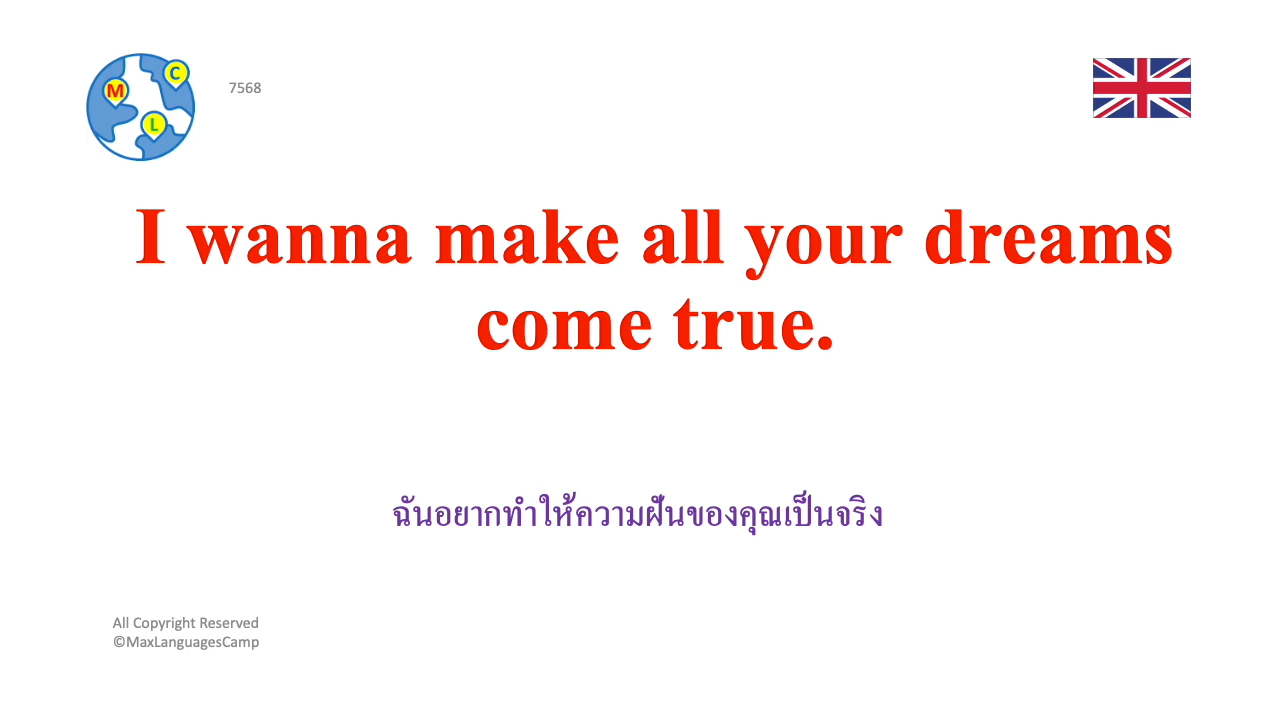 C
M
L
7568
I wanna make all your dreams
come true.
ฉันอยากทำให้ความฝันของคุณเป็นจริง
All Copyright Reserved
©MaxLanguagesCamp